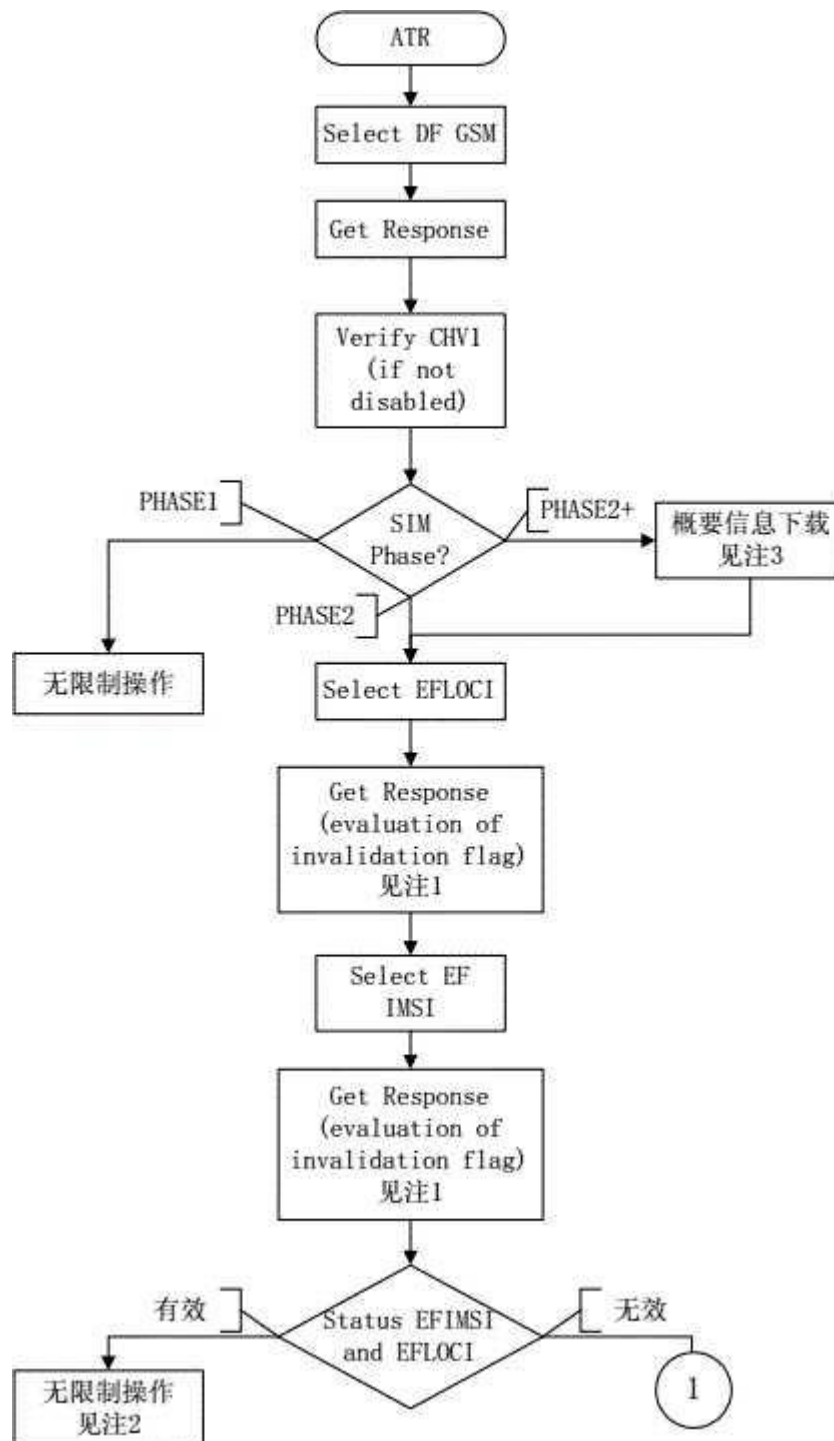 ATR
Select DF GSM
Get Response
Verify CHV1
(if not
disabled)
PHASE1
SIM
Phase?
PHASE2+
概要信息下载
见注3
PHASE2
无限制操作
Select EFLOCI
Get Response
(evaluation of
invalidation flag)
见注1
Select EF
IMSI
Get Response
(evaluation of
invalidation flag)
见注1
有效
Status EFIMSI
and EFLOCI
无效
无限制操作
见注2
1